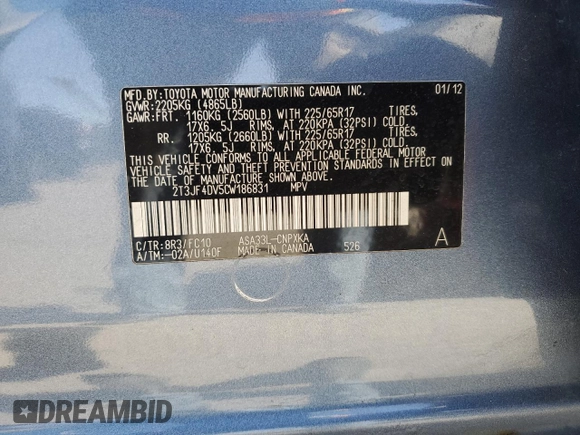 MFD.BY:TOYOTA MOTOR MANUFACTURING CANADA INC. 01/12
GVWR:2205KG (4865LB)
GAWR:FRT. 1160KG (2560LB) WITH 225/65R17 TIRES,
17X6.5J RIMS, AT 220KPA (32PSI) COLD.
RR. 1205KG (2660LB) WITH 225/65R17 TIRES,
17X6.5J RIMS, AT 220KPA (32PSI) COLD.
THIS VEHICLE CONFORMS TO ALL APPLICABLE FEDERAL MOTOR
VEHICLE SAFETY AND THEFT PREVENTION STANDARDS IN EFFECT
ON THE DATE OF MANUFACTURE SHOWN ABOVE.
2T3JF4DV5CW186831 MPV
C/TR:8R3/FC10 ASA33L-CNPXKA A
A/TM:-02A/U140F MADE IN CANADA 526
DREAMBID